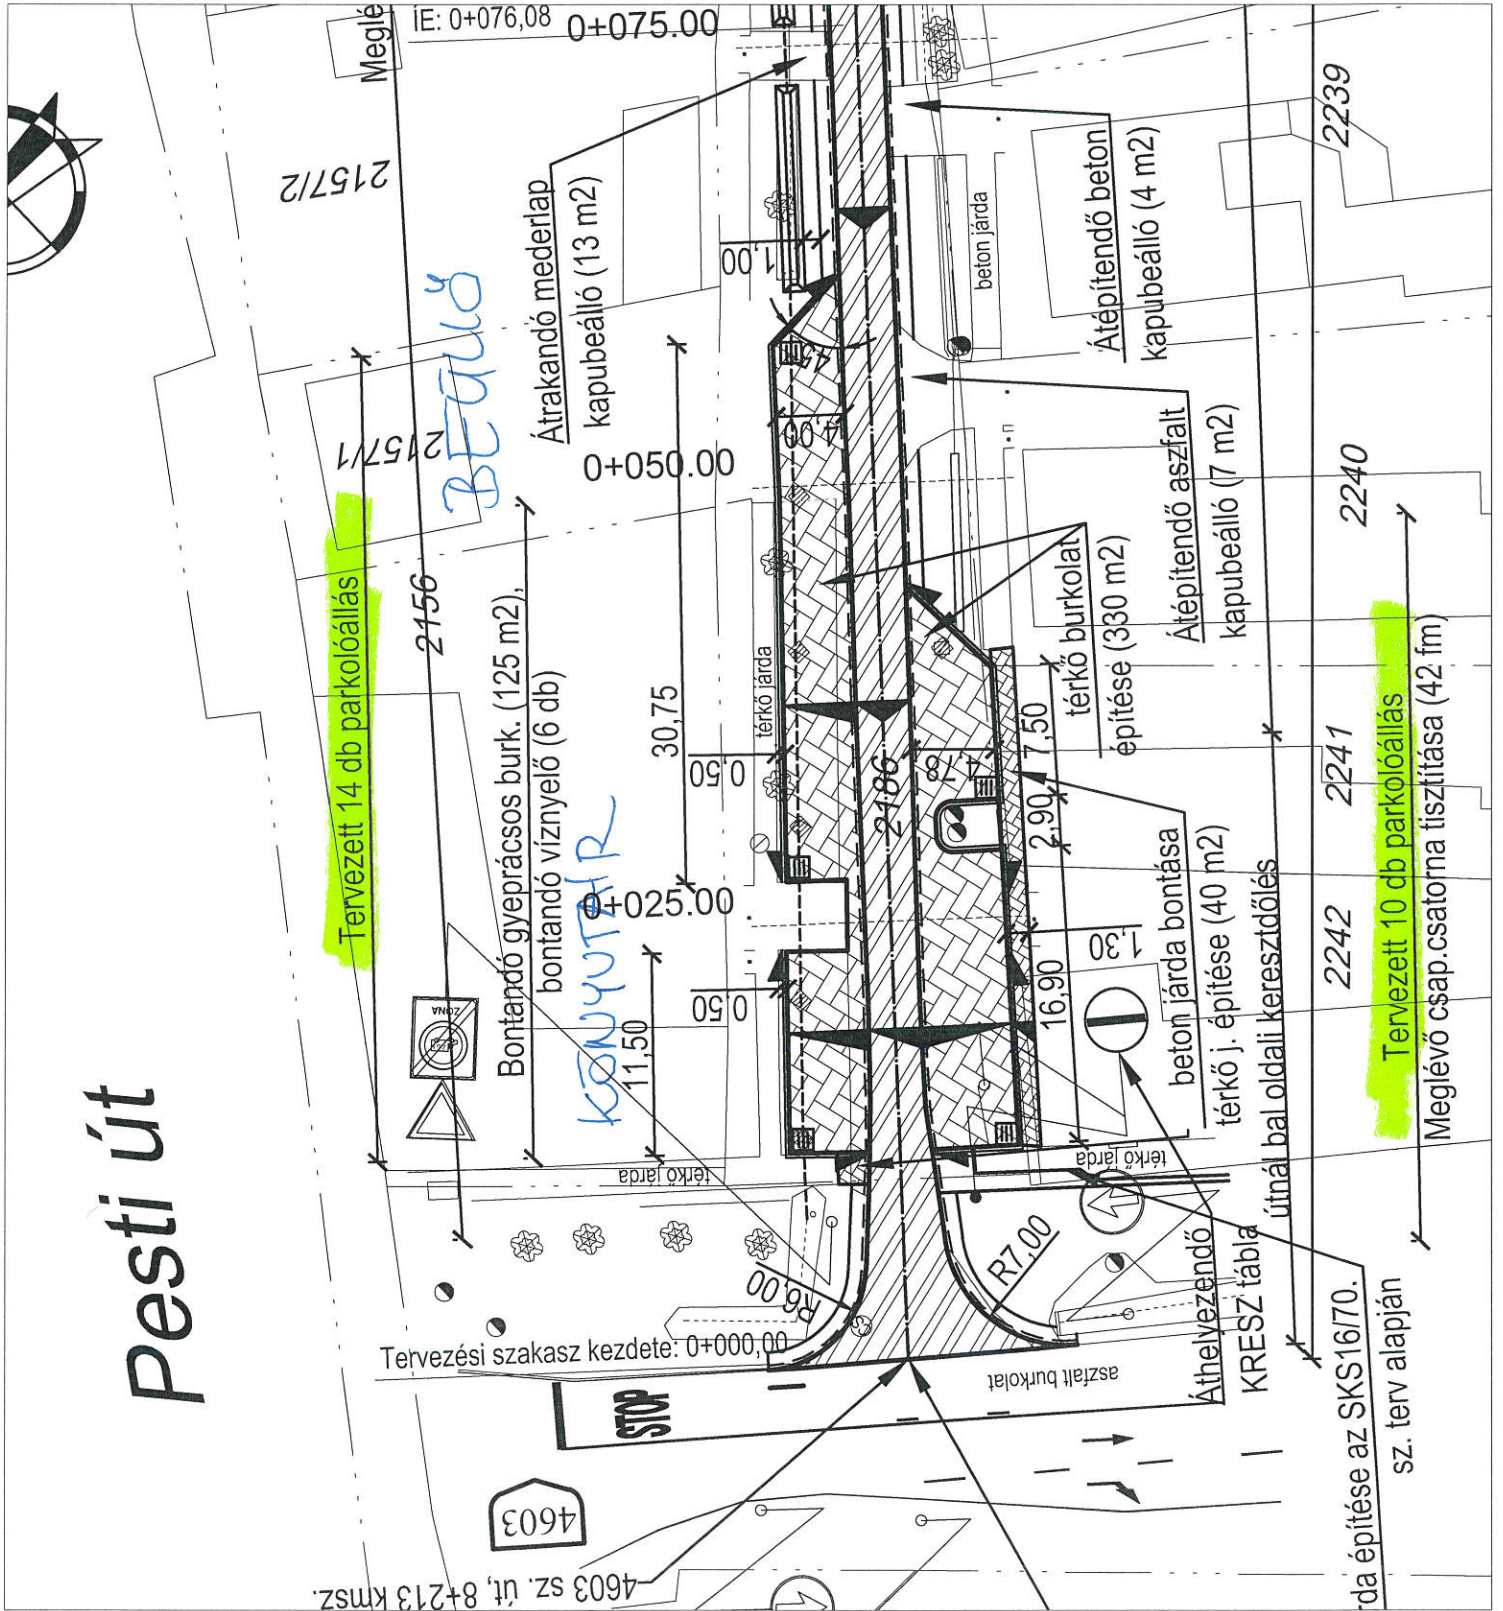 Meglé
ÍE: 0+076,08
0+075.00
2157/2
Átrakandó mederlap
kapubeálló (13 m2)
1,00
beton járda
Átépítendő beton
kapubeálló (4 m2)
2239
BEÜLLŐ
2157/1
45
4,00
0+050.00
Átépítendő aszfalt
kapubeálló (7 m2)
2240
Tervezett 14 db parkolóállás
2156
Bontandó gyeprácsos burk. (125 m2),
bontandó víznyelő (6 db)
30,75
térkő járda
0,50
térkő burkolat
építése (330 m2)
2186
4,78
7,50
2,90
2241
KÖNYVTÁR
0+025.00
11,50
0,50
1,30
16,90
beton járda bontása
térkő j. építése (40 m2)
útnál bal oldali keresztdőlés
2242
Tervezett 10 db parkolóállás
Meglévő csap.csatorna tisztítása (42 fm)
ZÓNA
Pesti út
térkő járda
térkő járda
R6,00
R7,00
Áthelyezendő
KRESZ tábla
Tervezési szakasz kezdete: 0+000,00
aszfalt burkolat
STOP
4603
4603 sz. út, 8+213 kmsz.
rda építése az SKS16/70.
sz. terv alapján